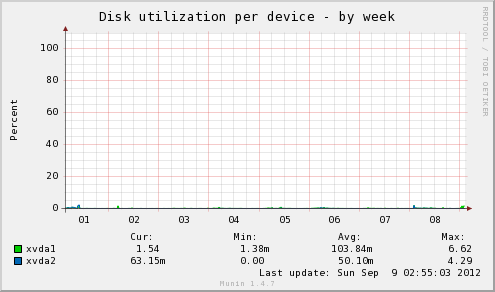 Disk utilization per device - by week
RRDTOOL / TOBI OETIKER
Percent
100
80
60
40
20
0
01 02 03 04 05 06 07 08
Cur: Min: Avg: Max:
xvda1 1.54 1.38m 103.84m 6.62
xvda2 63.15m 0.00 50.10m 4.29
Last update: Sun Sep 9 02:55:03 2012
Munin 1.4.7